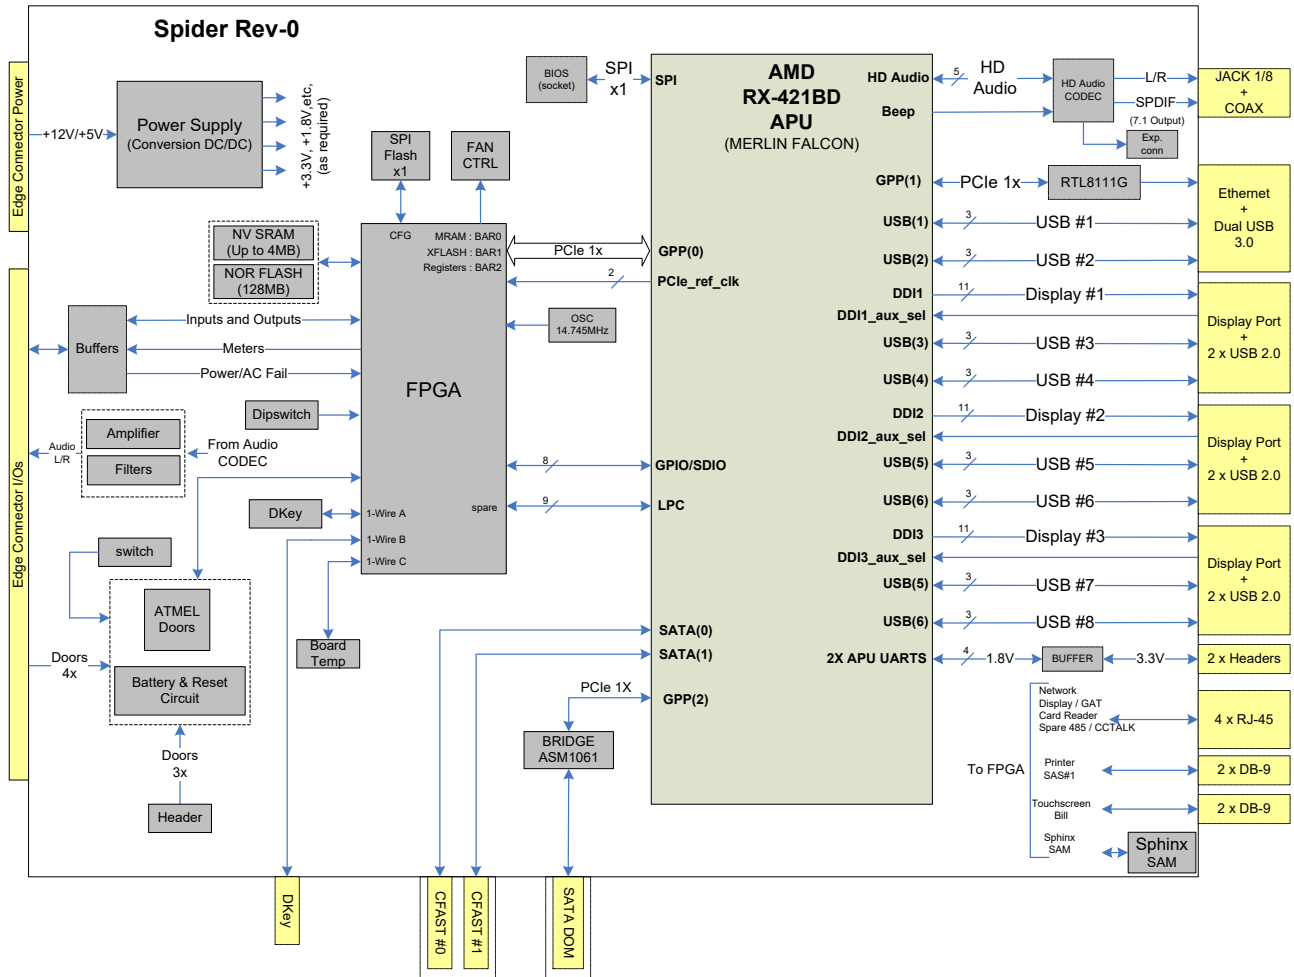 Spider Rev-0
Edge Connector Power
+12V/+5V
Power Supply
(Conversion DC/DC)
+3.3V, +1.8V,etc,
(as required)
SPI
Flash
x1
FAN
CTRL
BIOS
(socket)
SPI
x1
SPI
AMD
RX-421BD
APU
(MERLIN FALCON)
HD Audio
5
HD
Audio
HD Audio
CODEC
L/R
SPDIF
(7.1 Output)
JACK 1/8
+
COAX
Beep
Exp.
conn
GPP(1)
PCIe 1x
RTL8111G
Ethernet
+
Dual USB
3.0
USB(1)
3
USB #1
USB(2)
3
USB #2
NV SRAM
(Up to 4MB)
NOR FLASH
(128MB)
CFG
MRAM : BAR0
XFLASH : BAR1
Registers : BAR2
PCIe 1x
GPP(0)
2
PCIe_ref_clk
OSC
14.745MHz
DDI1
11
Display #1
DDI1_aux_sel
USB(3)
3
USB #3
USB(4)
3
USB #4
Display Port
+
2 x USB 2.0
Edge Connector I/Os
Buffers
Inputs and Outputs
Meters
Power/AC Fail
FPGA
Dipswitch
Amplifier
Filters
Audio
L/R
From Audio
CODEC
DDI2
11
Display #2
DDI2_aux_sel
USB(5)
3
USB #5
USB(6)
3
USB #6
Display Port
+
2 x USB 2.0
8
GPIO/SDIO
spare
9
LPC
DKey
1-Wire A
1-Wire B
1-Wire C
switch
ATMEL
Doors
Battery & Reset
Circuit
Doors
4x
Doors
3x
Header
Board
Temp
DDI3
11
Display #3
DDI3_aux_sel
USB(5)
3
USB #7
USB(6)
3
USB #8
Display Port
+
2 x USB 2.0
SATA(0)
SATA(1)
2X APU UARTS
4
1.8V
BUFFER
3.3V
2 x Headers
PCIe 1X
GPP(2)
BRIDGE
ASM1061
To FPGA
Network
Display / GAT
Card Reader
Spare 485 / CCTALK
4 x RJ-45
Printer
SAS#1
2 x DB-9
Touchscreen
Bill
2 x DB-9
Sphinx
SAM
Sphinx
SAM
DKey
CFAST #0
CFAST #1
SATA DOM